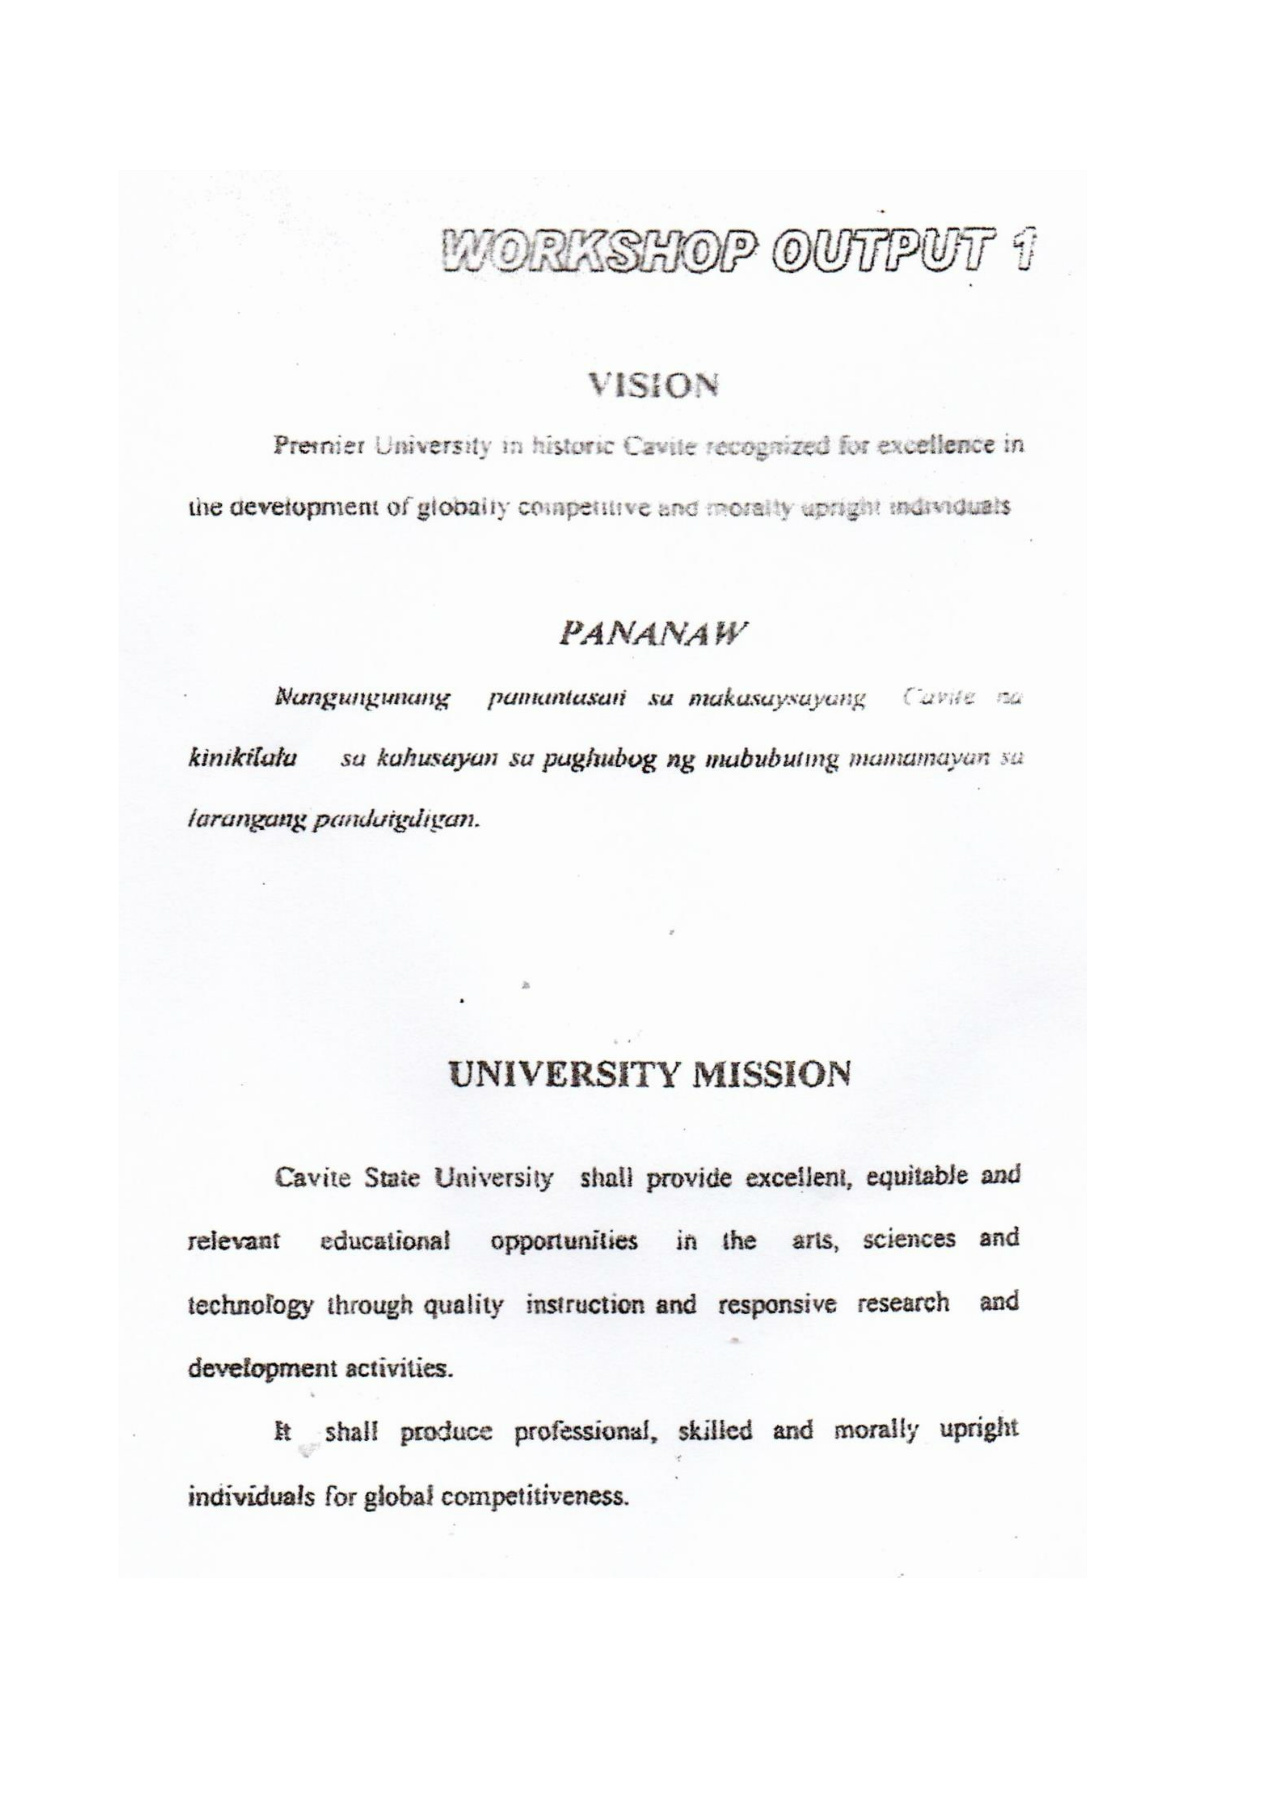 WORKSHOP OUTPUT 1
VISION
Premier University in historic Cavite recognized for excellence in
the development of globally competitive and morally upright individuals
PANANAW
Nangungunang pamantasan sa makasaysayang Cavite na
kinikilala sa kahusayan sa paghubog ng mabubuting mamamayan sa
larangang pandaigdigan.
UNIVERSITY MISSION
Cavite State University shall provide excellent, equitable and
relevant educational opportunities in the arts, sciences and
technology through quality instruction and responsive research and
development activities.
It shall produce professional, skilled and morally upright
individuals for global competitiveness.